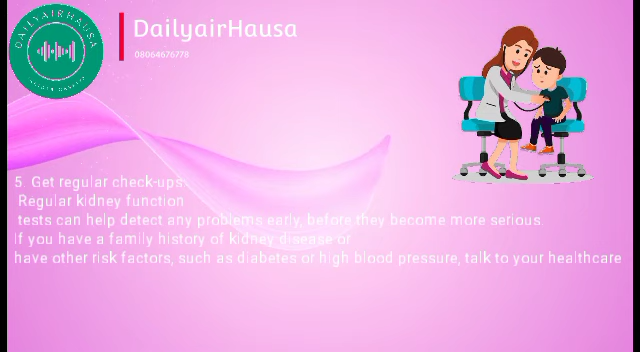 DAILYAIRHAUSA
DailyairHausa
08064676778
5. Get regular check-ups:
Regular kidney function
tests can help detect any problems early, before they become more serious.
If you have a family history of kidney disease or
have other risk factors, such as diabetes or high blood pressure, talk to your healthcare